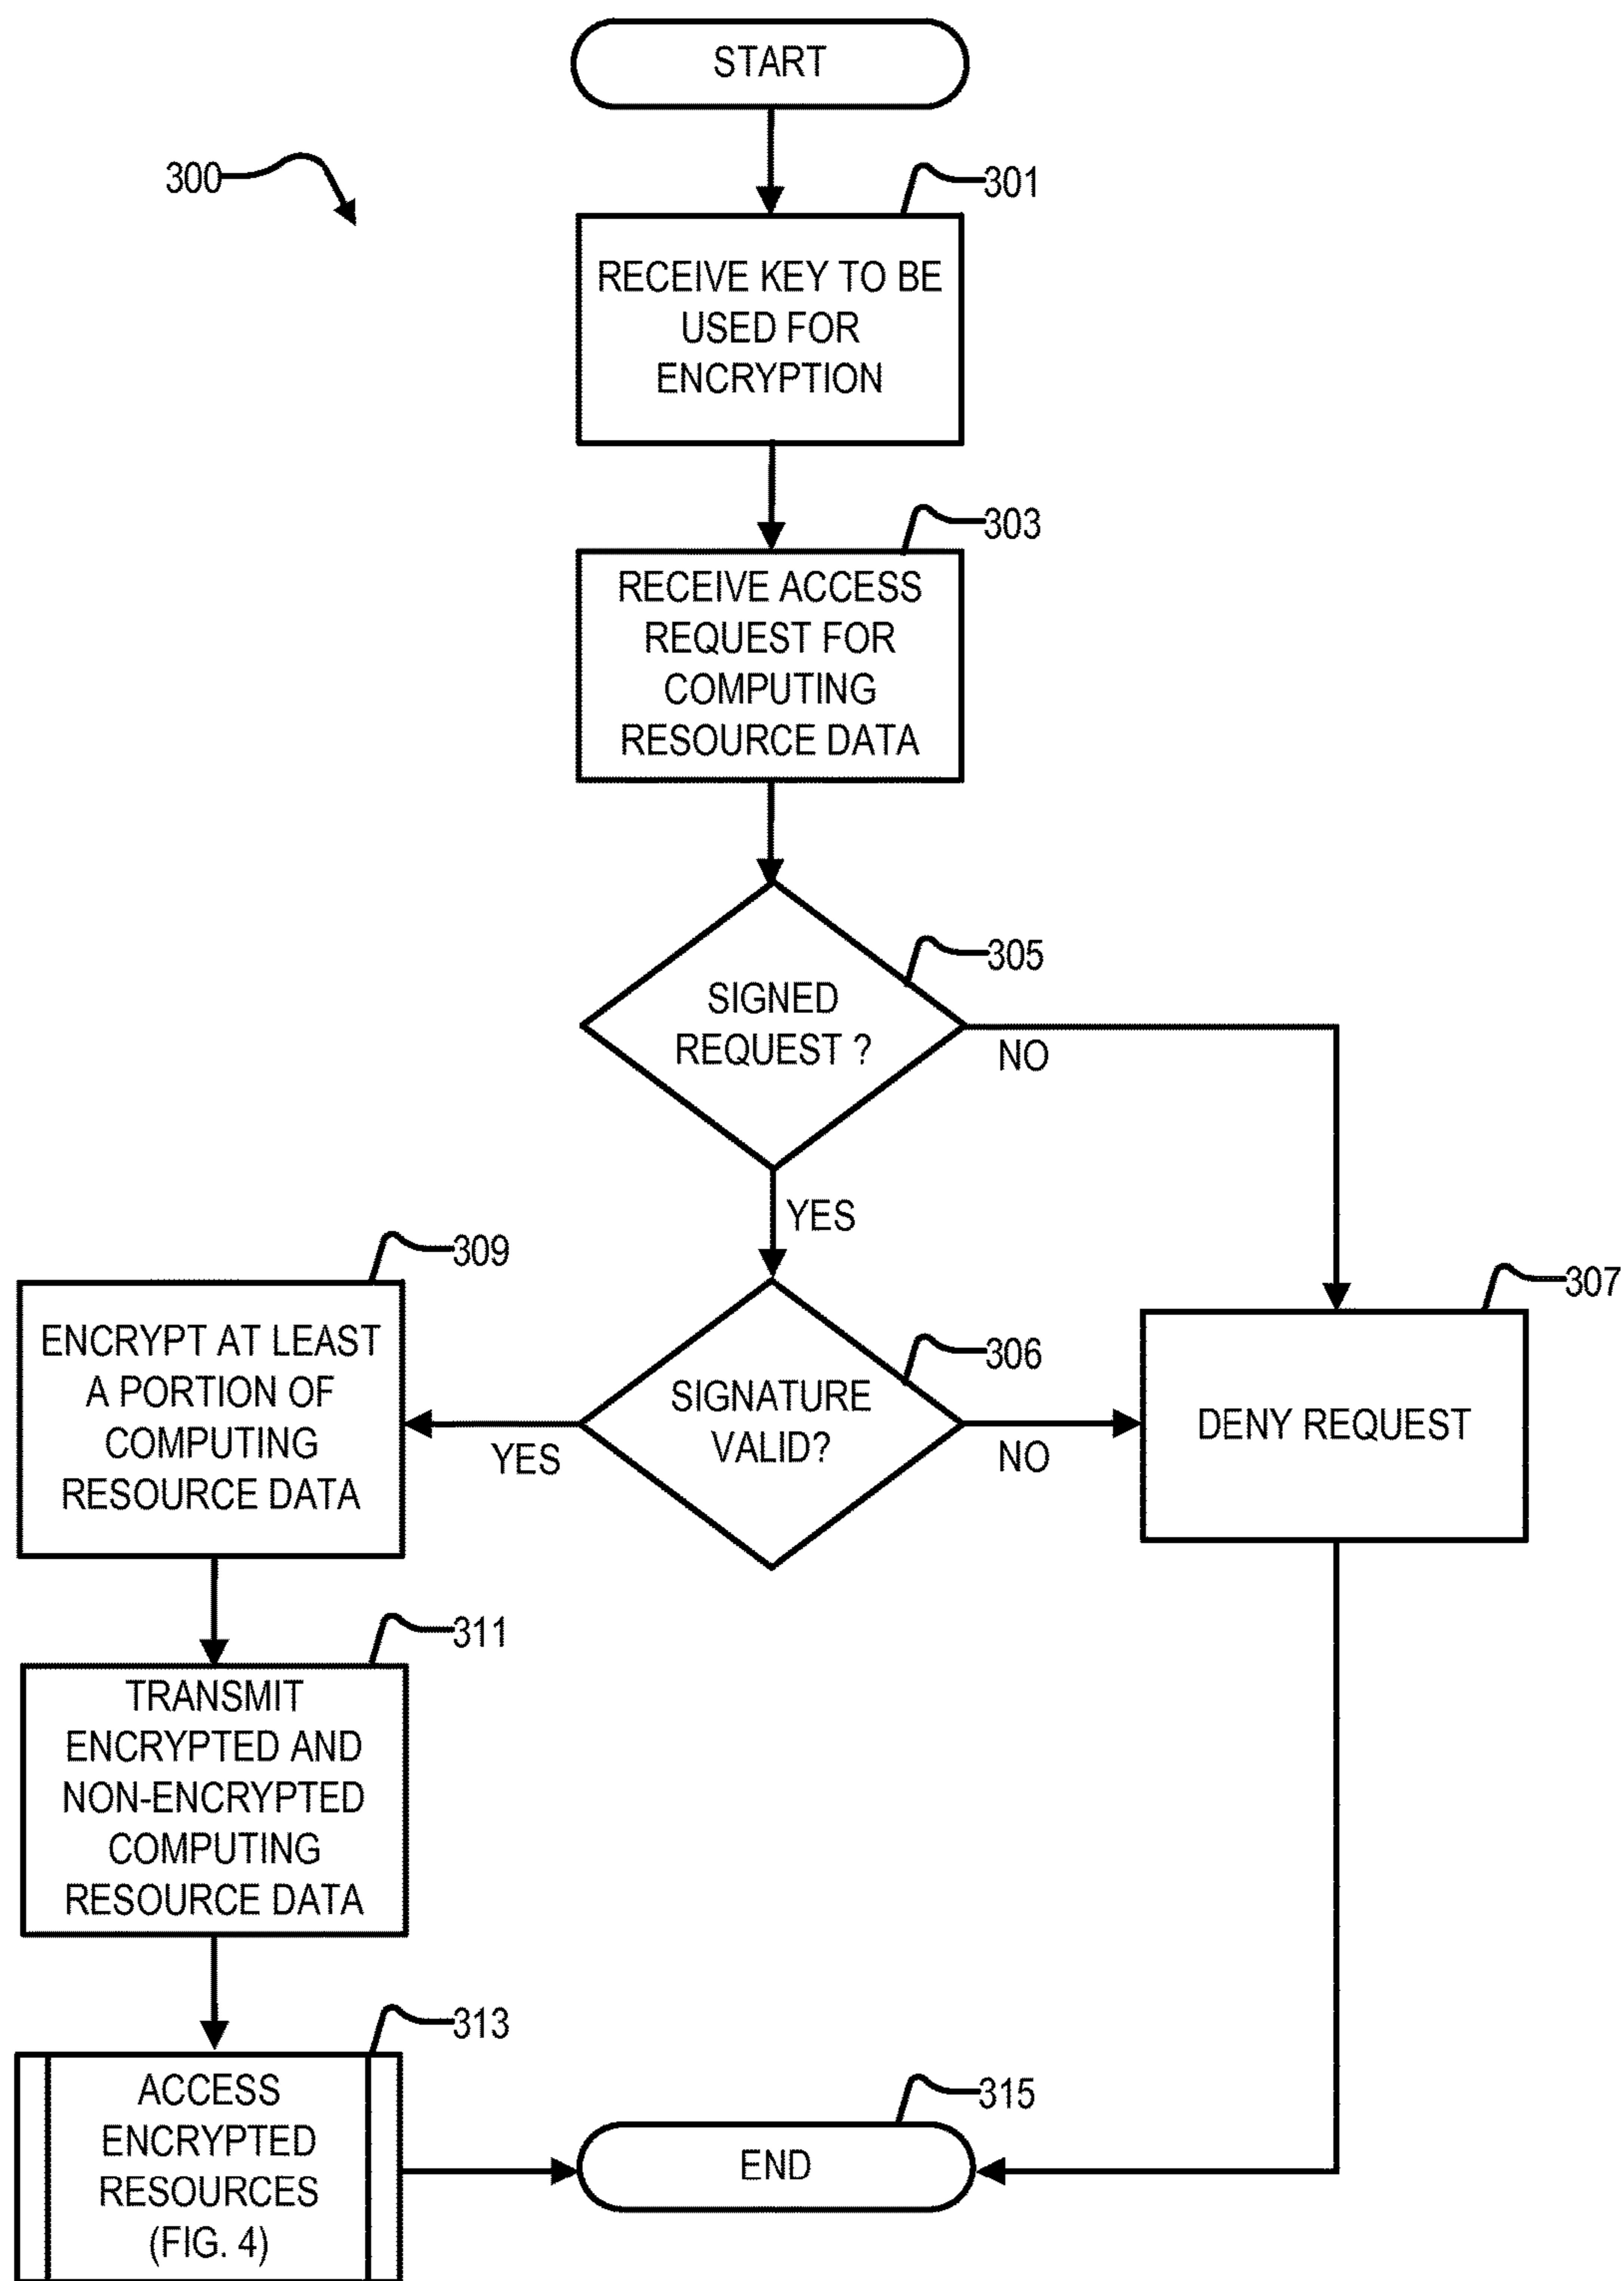 START
300
301
RECEIVE KEY TO BE
USED FOR
ENCRYPTION
303
RECEIVE ACCESS
REQUEST FOR
COMPUTING
RESOURCE DATA
305
SIGNED
REQUEST ?
NO
YES
309
ENCRYPT AT LEAST
A PORTION OF
COMPUTING
RESOURCE DATA
306
SIGNATURE
VALID?
YES
NO
307
DENY REQUEST
311
TRANSMIT
ENCRYPTED AND
NON-ENCRYPTED
COMPUTING
RESOURCE DATA
313
ACCESS
ENCRYPTED
RESOURCES
(FIG. 4)
315
END